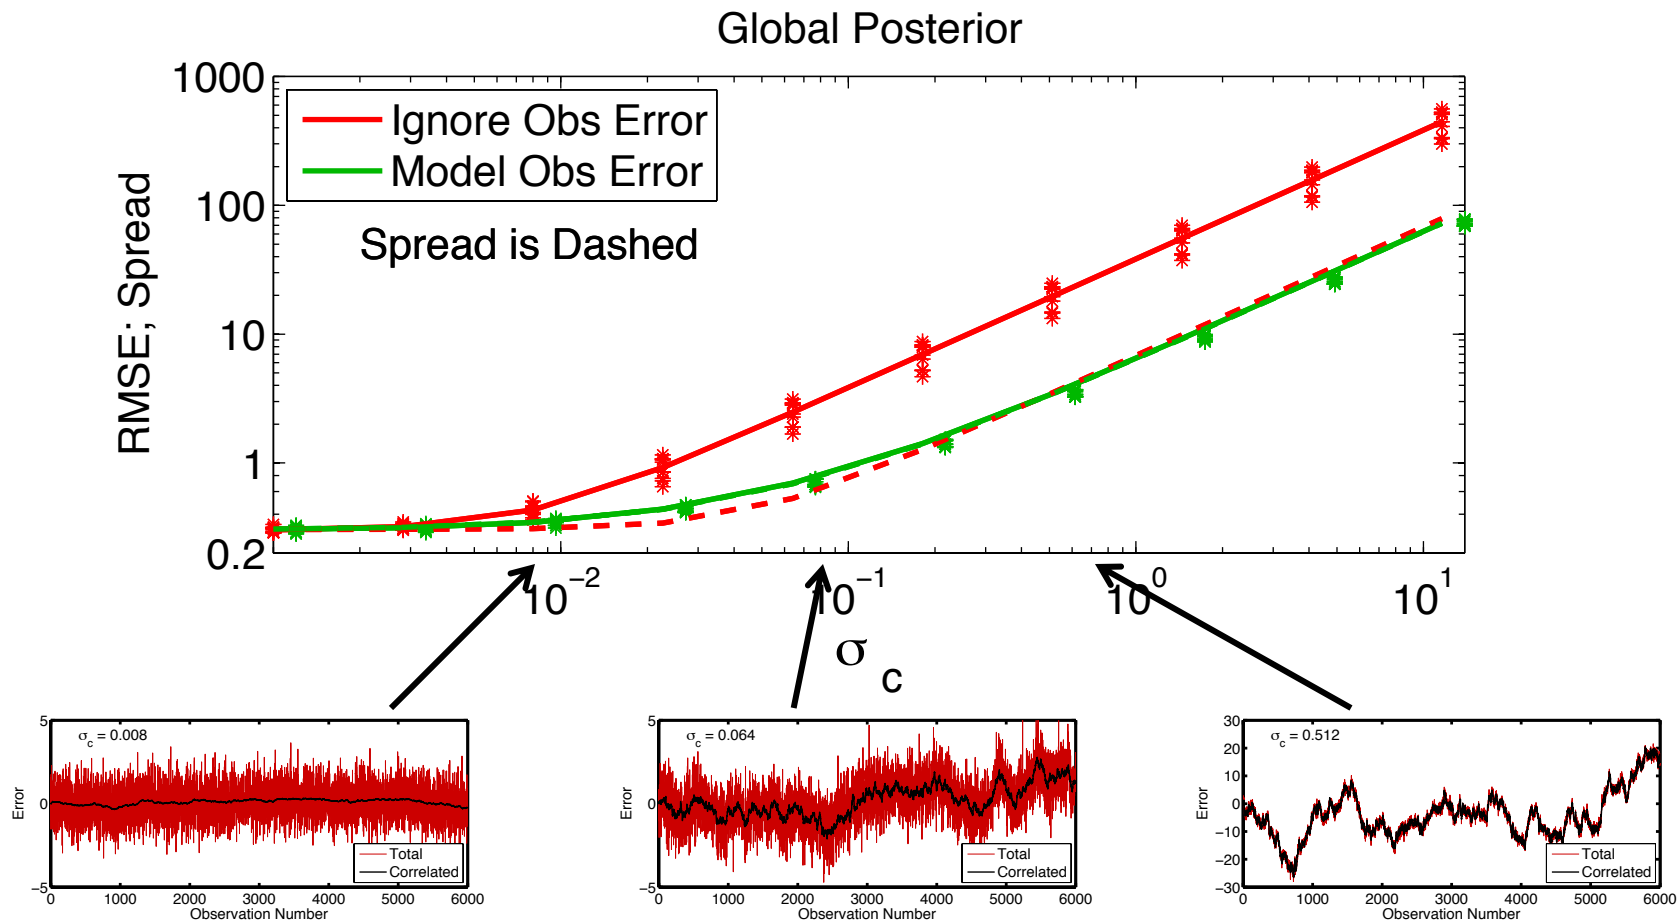 Global Posterior
1000
100
10
1
0.2
RMSE; Spread
Ignore Obs Error
Model Obs Error
Spread is Dashed
10⁻² 10⁻¹ 10⁰ 10¹
σ c
5
0
−5
Error
σ c = 0.008
Total
Correlated
0 1000 2000 3000 4000 5000 6000
Observation Number
5
0
−5
Error
σ c = 0.064
Total
Correlated
0 1000 2000 3000 4000 5000 6000
Observation Number
30
20
10
0
−10
−20
−30
Error
σ c = 0.512
Total
Correlated
0 1000 2000 3000 4000 5000 6000
Observation Number